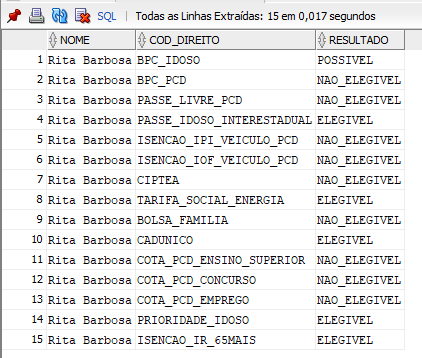 SQL | Todas as Linhas Extraídas: 15 em 0,017 segundos
NOME COD_DIREITO RESULTADO
1 Rita Barbosa BPC_IDOSO POSSIVEL
2 Rita Barbosa BPC_PCD NAO_ELEGIVEL
3 Rita Barbosa PASSE_LIVRE_PCD NAO_ELEGIVEL
4 Rita Barbosa PASSE_IDOSO_INTERESTADUAL ELEGIVEL
5 Rita Barbosa ISENCAO_IPI_VEICULO_PCD NAO_ELEGIVEL
6 Rita Barbosa ISENCAO_IOF_VEICULO_PCD NAO_ELEGIVEL
7 Rita Barbosa CIPTEA NAO_ELEGIVEL
8 Rita Barbosa TARIFA_SOCIAL_ENERGIA ELEGIVEL
9 Rita Barbosa BOLSA_FAMILIA NAO_ELEGIVEL
10 Rita Barbosa CADUNICO ELEGIVEL
11 Rita Barbosa COTA_PCD_ENSINO_SUPERIOR NAO_ELEGIVEL
12 Rita Barbosa COTA_PCD_CONCURSO NAO_ELEGIVEL
13 Rita Barbosa COTA_PCD_EMPREGO NAO_ELEGIVEL
14 Rita Barbosa PRIORIDADE_IDOSO ELEGIVEL
15 Rita Barbosa ISENCAO_IR_65MAIS ELEGIVEL